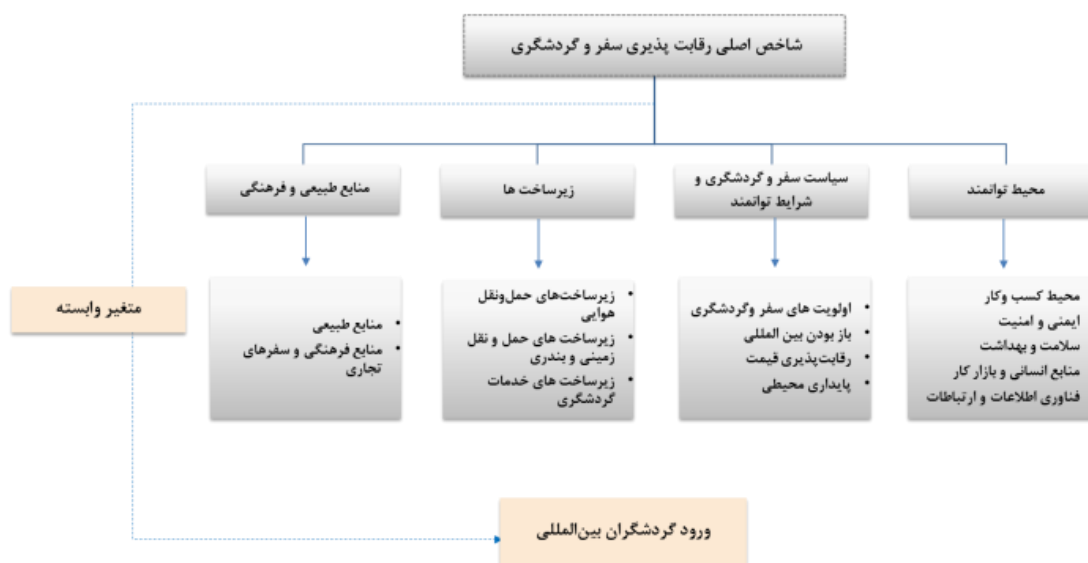 شاخص اصلی رقابت پذیری سفر و گردشگری
محیط توانمند
سیاست سفر و گردشگری و
شرایط توانمند
زیرساخت ها
منابع طبیعی و فرهنگی
محیط کسب وکار
ایمنی و امنیت
سلامت و بهداشت
منابع انسانی و بازار کار
فناوری اطلاعات و ارتباطات
• اولویت های سفر وگردشگری
• باز بودن بین المللی
• رقابت‌پذیری قیمت
• پایداری محیطی
• زیرساخت‌های حمل‌ونقل
هوایی
• زیرساخت های حمل و نقل
زمینی و بندری
• زیرساخت های خدمات
گردشگری
• منابع طبیعی
• منابع فرهنگی و سفرهای
تجاری
متغیر وابسته
ورود گردشگران بین‌المللی